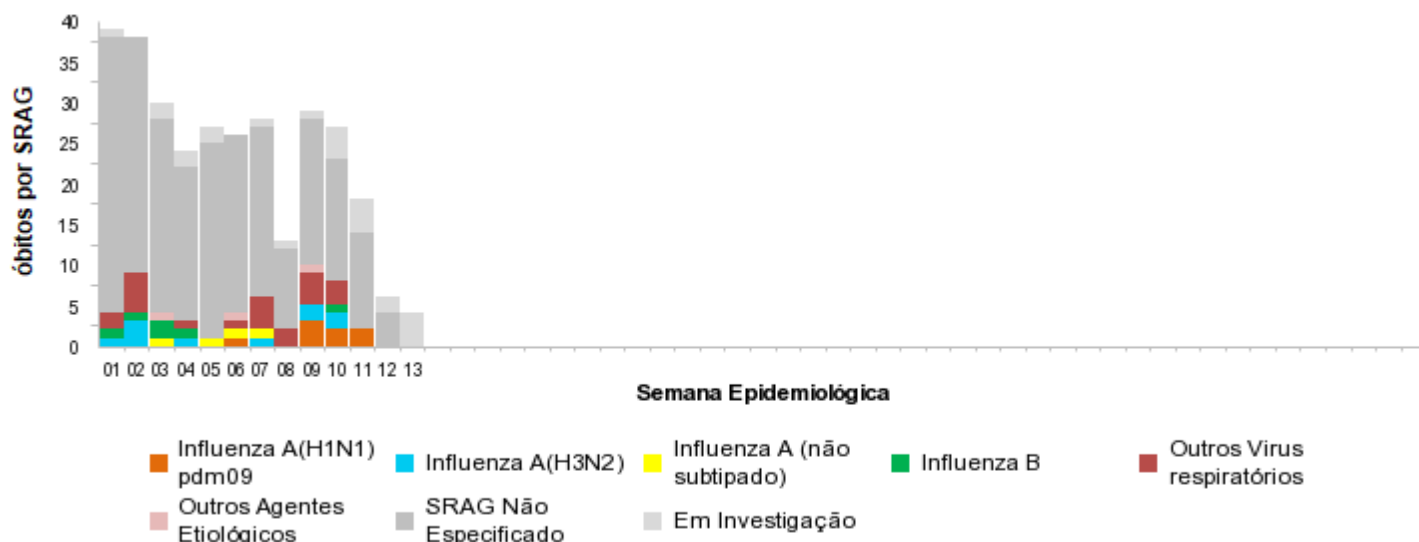 40
35
30
25
20
15
10
5
0
óbitos por SRAG
01 02 03 04 05 06 07 08 09 10 11 12 13
Semana Epidemiológica
Influenza A(H1N1)
pdm09
Influenza A(H3N2)
Influenza A (não
subtipado)
Influenza B
Outros Virus
respiratórios
Outros Agentes
Etiológicos
SRAG Não
Especificado
Em Investigação